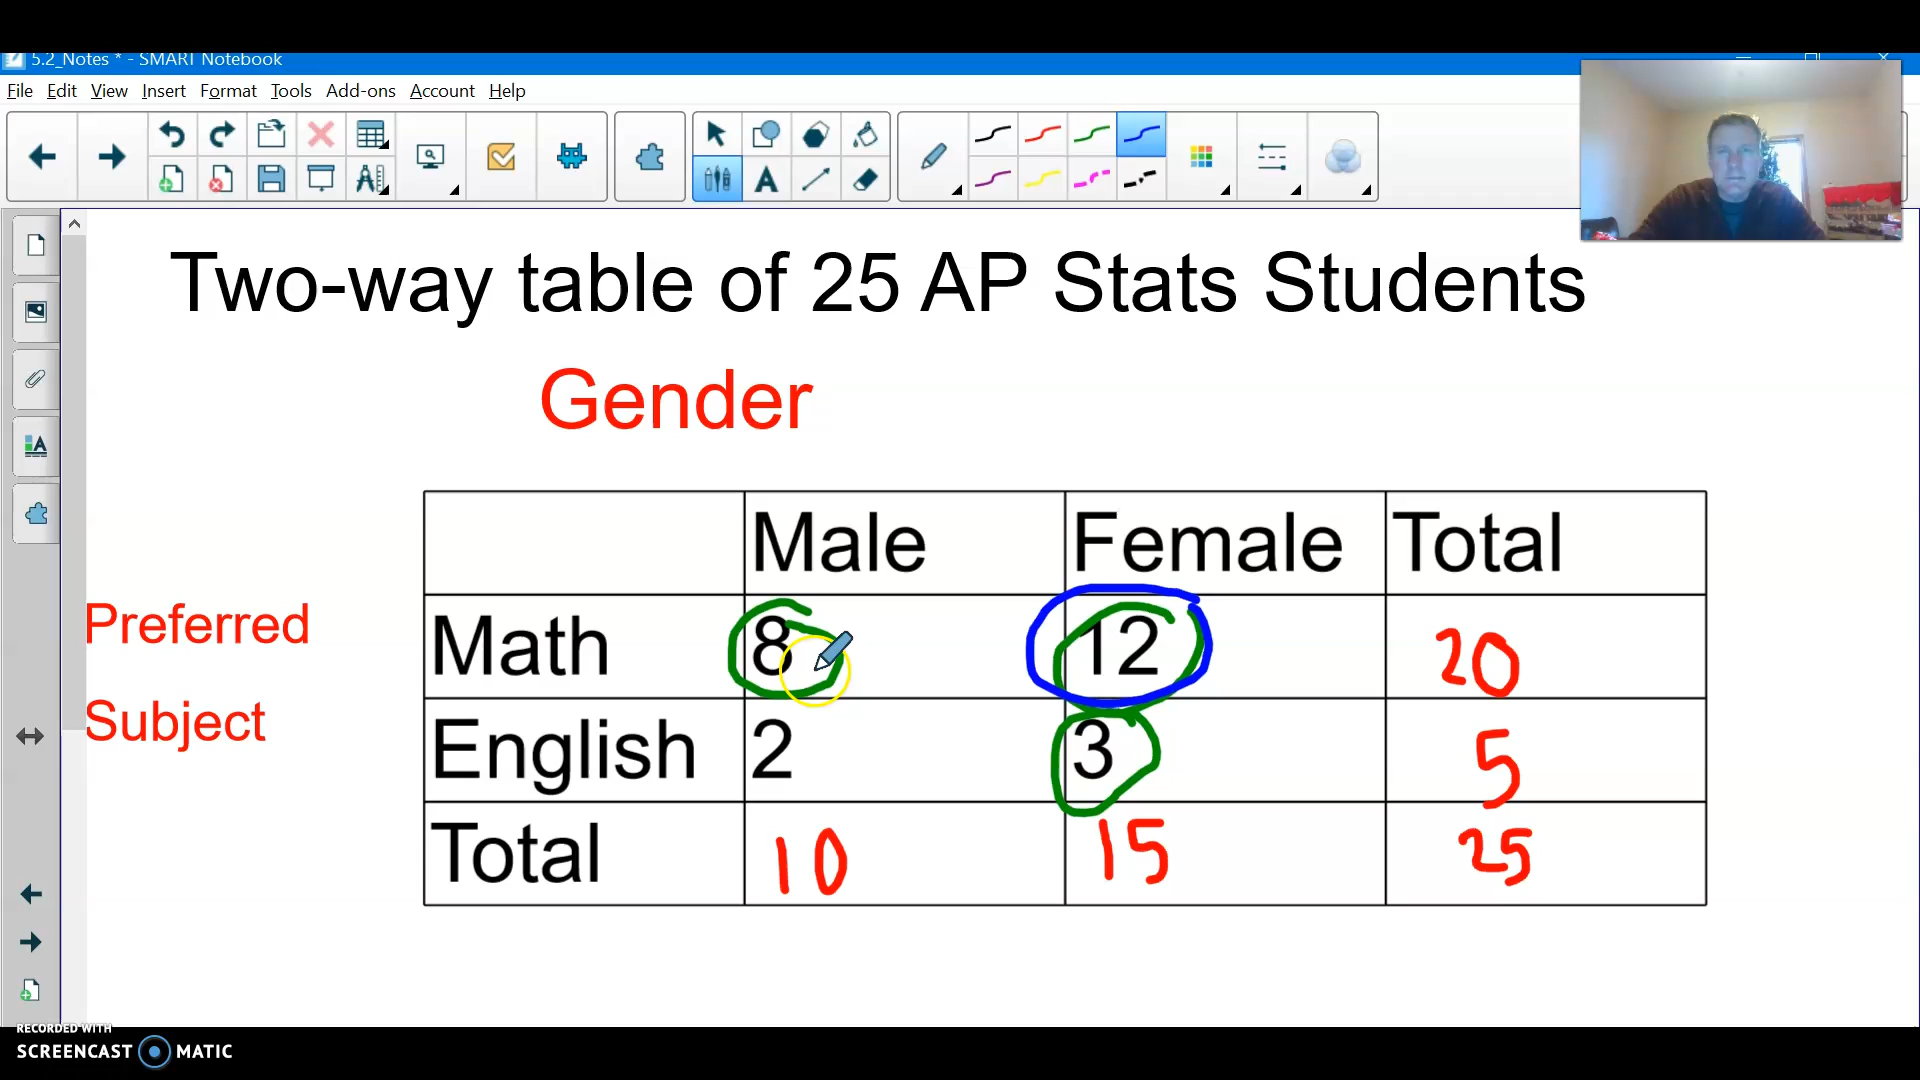 5.2_Notes * - SMART Notebook
File Edit View Insert Format Tools Add-ons Account Help
Two-way table of 25 AP Stats Students
Gender
Male Female Total
Preferred
Math 8 12 20
Subject
English 2 3 5
Total 10 15 25
RECORDED WITH
SCREENCAST MATIC